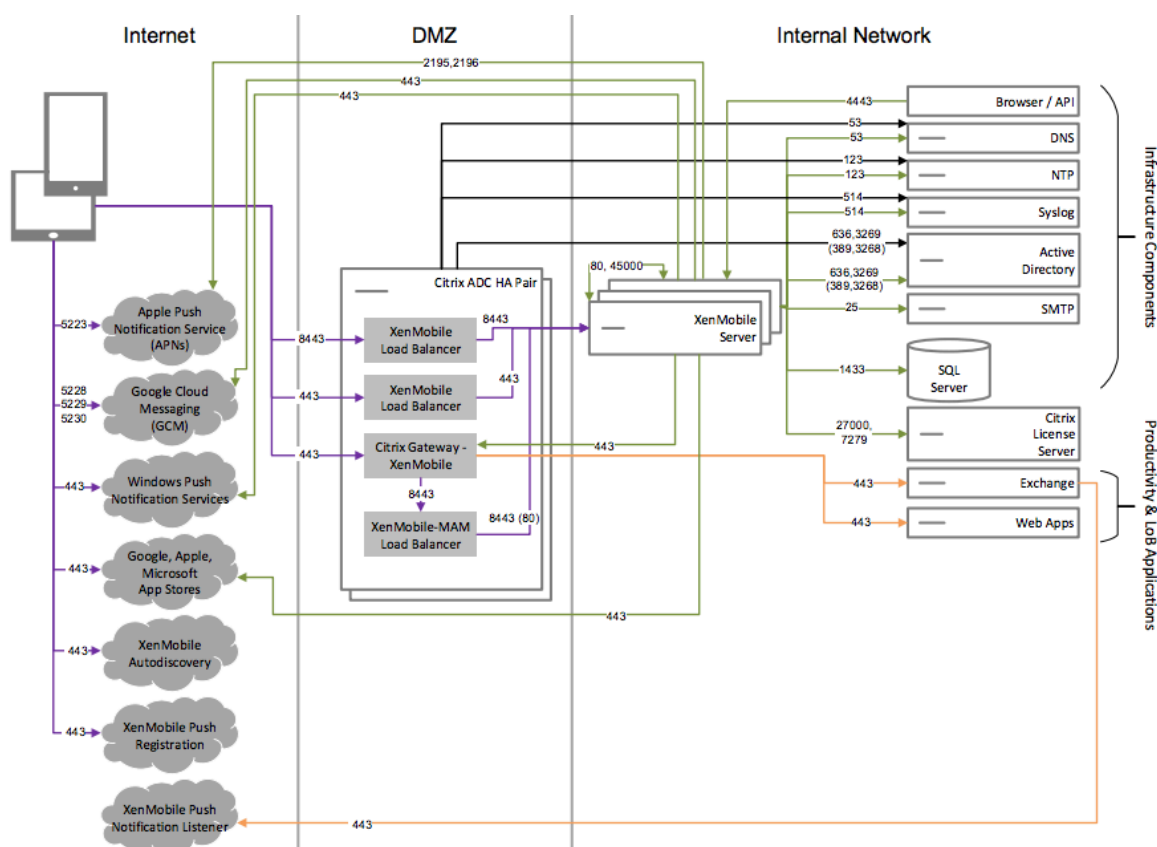 Internet
DMZ
Internal Network
2195,2196
443
443
4443
Browser / API
53
53
DNS
123
123
NTP
514
514
Syslog
636,3269
(389,3268)
636,3269
(389,3268)
Active
Directory
25
SMTP
1433
SQL
Server
27000,
7279
Citrix
License
Server
443
Exchange
443
Web Apps
Infrastructure Components
Productivity & LoB Applications
80, 45000
XenMobile
Server
Citrix ADC HA Pair
8443
XenMobile
Load Balancer
8443
443
XenMobile
Load Balancer
443
443
Citrix Gateway -
XenMobile
443
8443
XenMobile-MAM
Load Balancer
8443 (80)
443
5223
Apple Push
Notification Service
(APNs)
5228
5229
5230
Google Cloud
Messaging
(GCM)
443
Windows Push
Notification Services
443
Google, Apple,
Microsoft
App Stores
443
XenMobile
Autodiscovery
443
XenMobile Push
Registration
XenMobile Push
Notification Listener
443